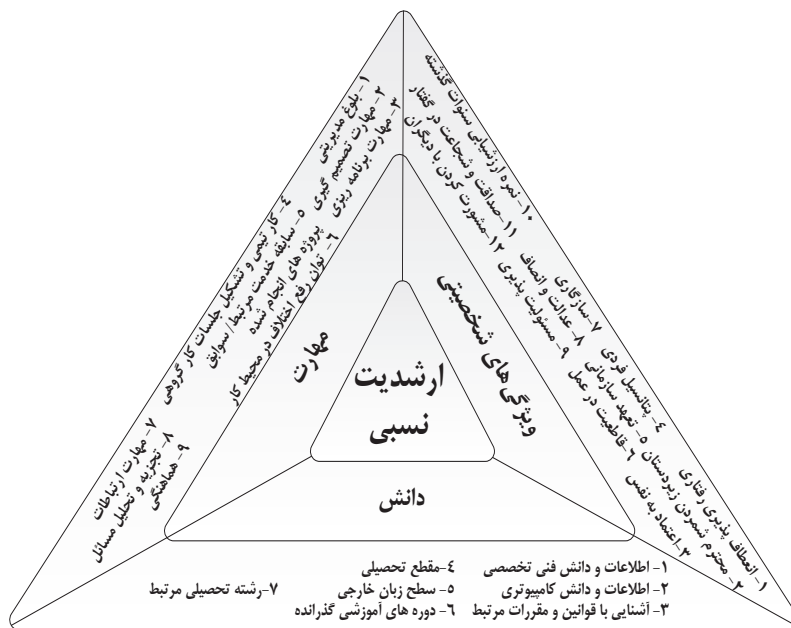 ارشدیت
نسبی
مهارت
ویژگی های شخصیتی
دانش
۱- بلوغ مدیریتی
۲- مهارت تصمیم گیری
۳- مهارت برنامه ریزی
۴- کار تیمی و تشکیل جلسات کار گروهی
۵- سابقه خدمت مرتبط/ سوابق
پروژه های انجام شده
۶- توان رفع اختلاف در محیط کار
۷- مهارت ارتباطات
۸- تجزیه و تحلیل مسائل
۹- هماهنگی
۱- انعطاف پذیری رفتاری
۲- محترم شمردن زیردستان
۳- اعتماد به نفس
۴- پتانسیل فردی
۵- تعهد سازمانی
۶- قاطعیت در عمل
۷- سازگاری
۸- عدالت و انصاف
۹- مسئولیت پذیری
۱۰- نمره ارزشیابی سنوات گذشته
۱۱- صداقت و شجاعت در گفتار
۱۲- مشورت کردن با دیگران
۱- اطلاعات و دانش فنی تخصصی
۲- اطلاعات و دانش کامپیوتری
۳- آشنایی با قوانین و مقررات مرتبط
۴- مقطع تحصیلی
۵- سطح زبان خارجی
۶- دوره های آموزشی گذرانده
۷- رشته تحصیلی مرتبط